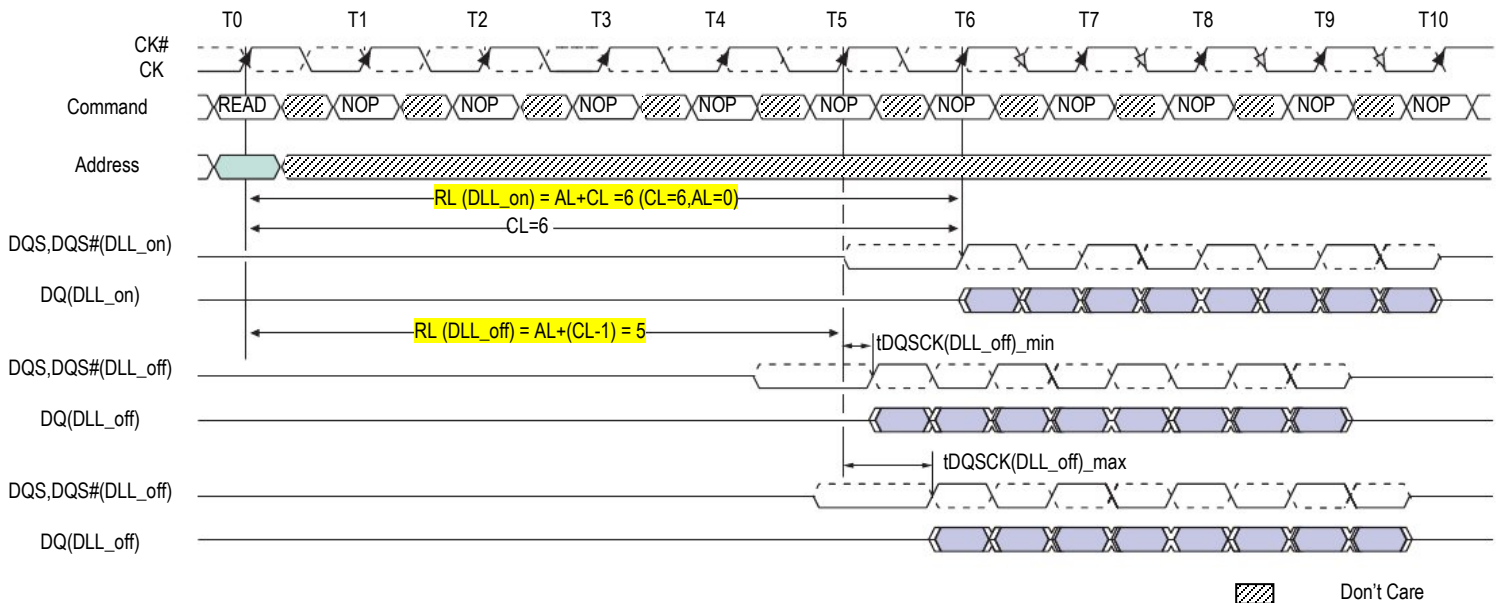 T0 T1 T2 T3 T4 T5 T6 T7 T8 T9 T10
CK#
CK
Command READ NOP NOP NOP NOP NOP NOP NOP NOP NOP NOP
Address
RL (DLL_on) = AL+CL =6 (CL=6,AL=0)
CL=6
DQS,DQS#(DLL_on)
DQ(DLL_on)
RL (DLL_off) = AL+(CL-1) = 5
tDQSCK(DLL_off)_min
DQS,DQS#(DLL_off)
DQ(DLL_off)
tDQSCK(DLL_off)_max
DQS,DQS#(DLL_off)
DQ(DLL_off)
Don't Care